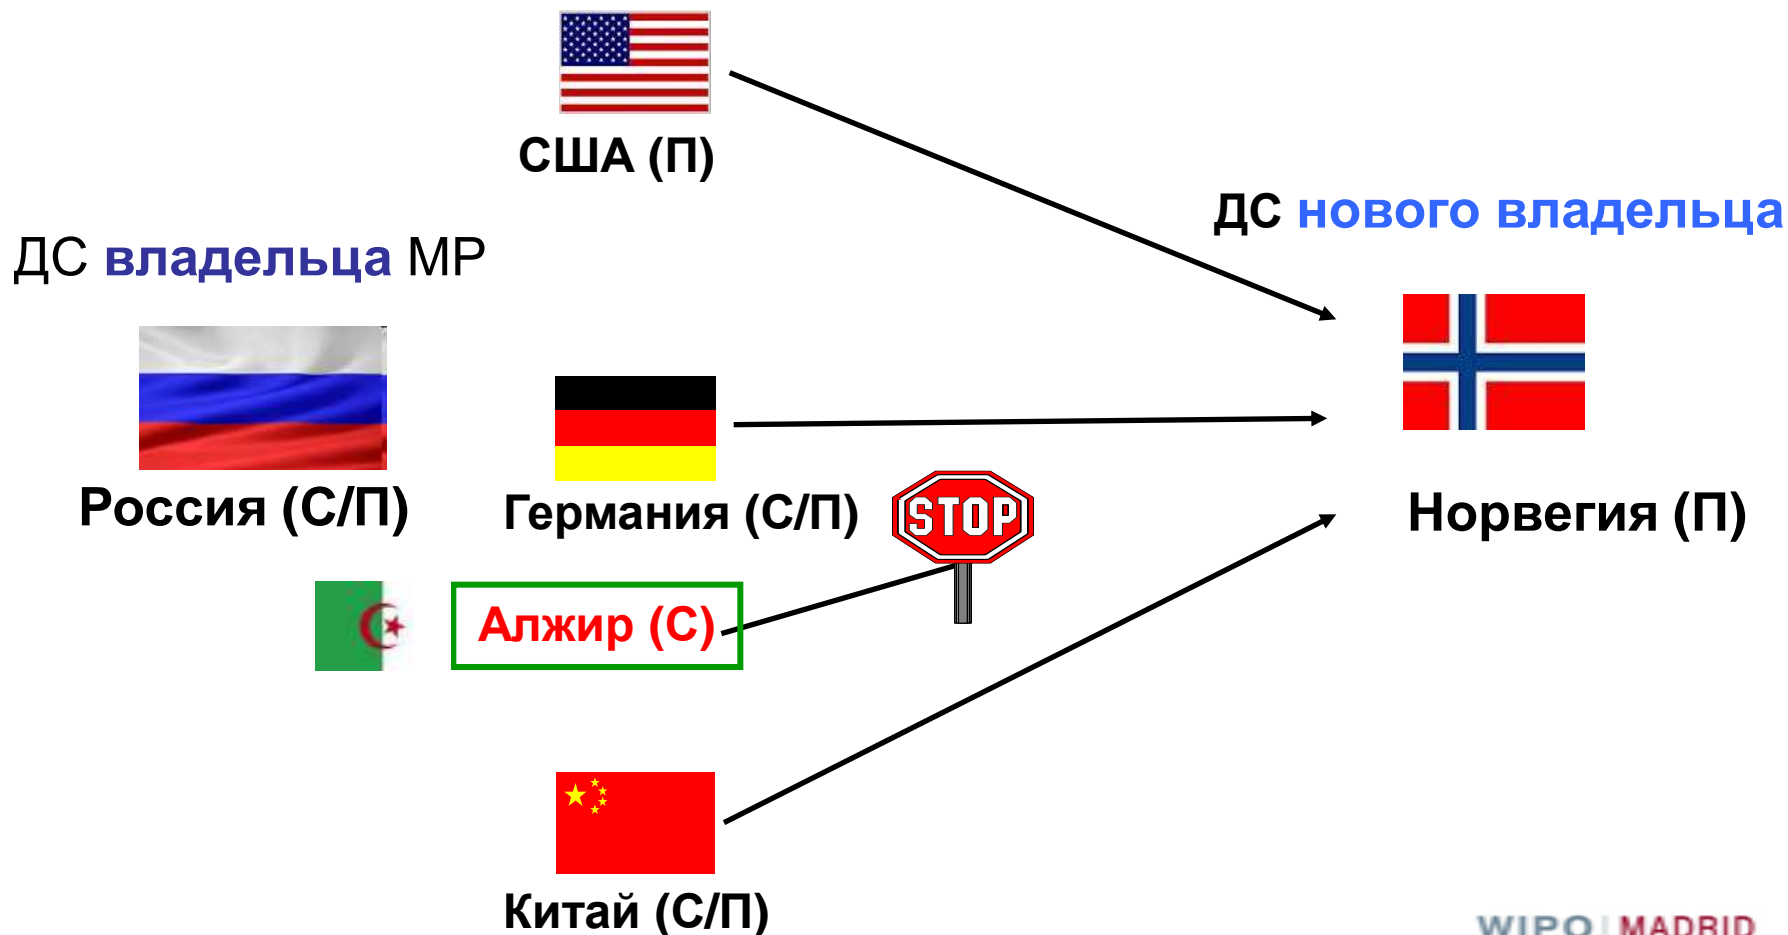 США (П)
ДС нового владельца
ДС владельца МР
Россия (С/П)
Германия (С/П)
STOP
Норвегия (П)
Алжир (С)
Китай (С/П)
WIPO | MADRID